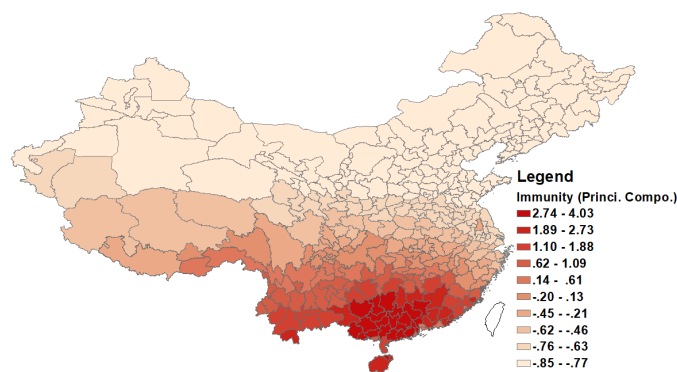 Legend
Immunity (Princi. Compo.)
2.74 - 4.03
1.89 - 2.73
1.10 - 1.88
.62 - 1.09
.14 - .61
-.20 - .13
-.45 - -.21
-.62 - -.46
-.76 - -.63
-.85 - -.77